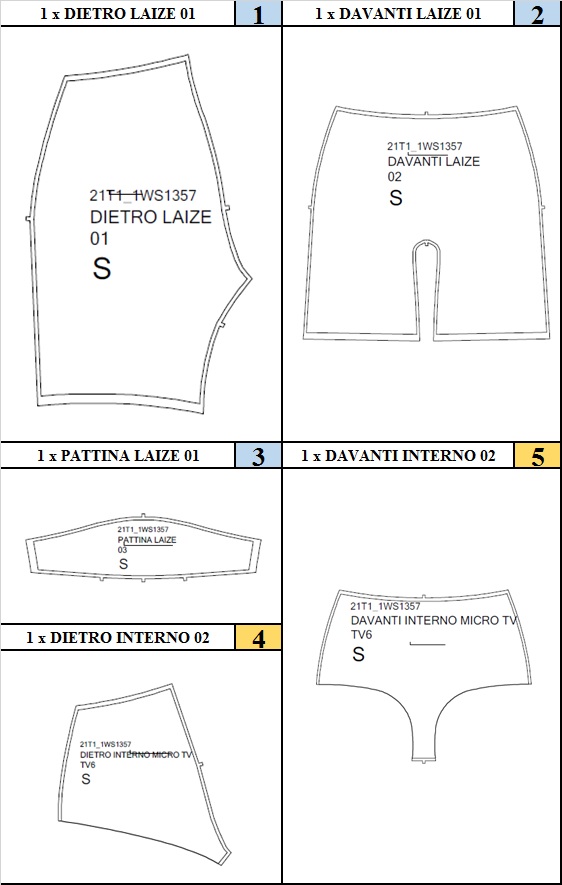 1 x DIETRO LAIZE 01
1
21T1_1WS1357
DIETRO LAIZE
01
S
1 x DAVANTI LAIZE 01
2
21T1_1WS1357
DAVANTI LAIZE
02
S
1 x PATTINA LAIZE 01
3
21T1_1WS1357
PATTINA LAIZE
03
S
1 x DIETRO INTERNO 02
4
21T1_1WS1357
DIETRO INTERNO MICRO TV
TV6
S
1 x DAVANTI INTERNO 02
5
21T1_1WS1357
DAVANTI INTERNO MICRO TV
TV6
S